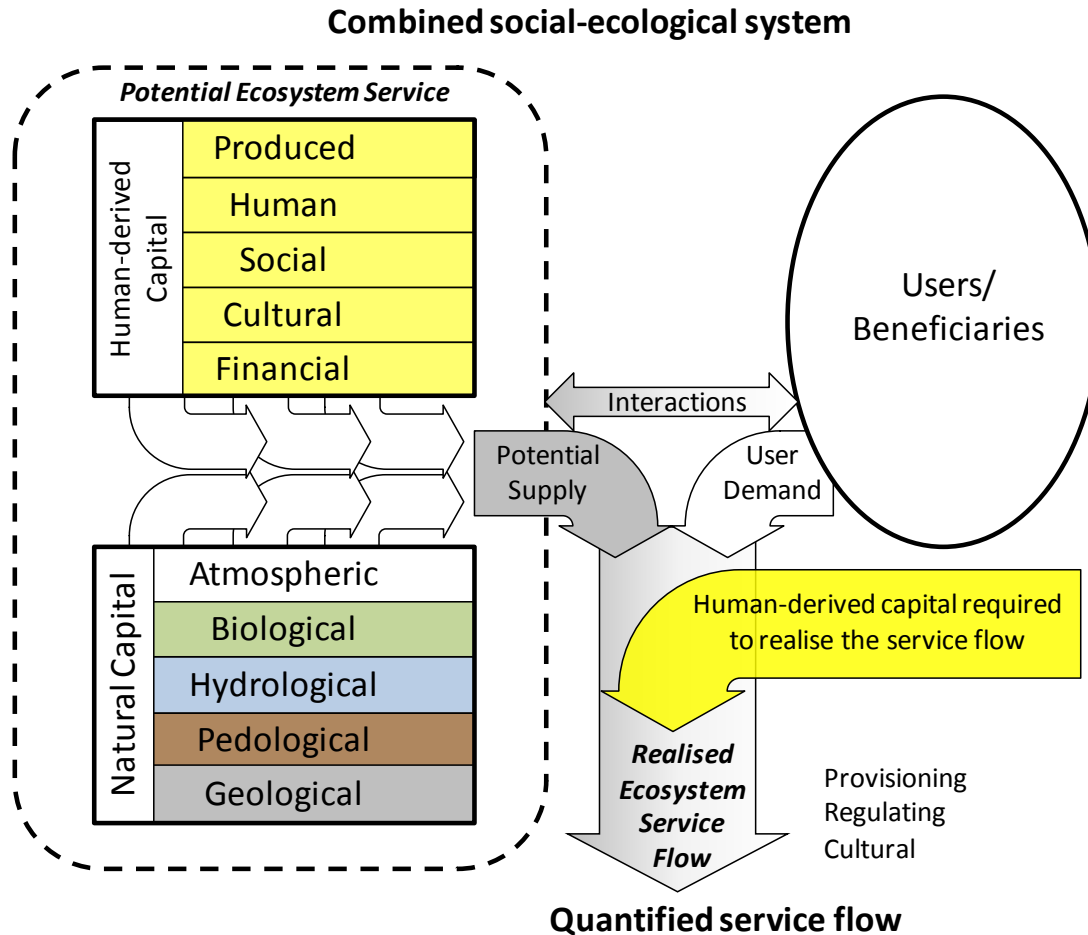 Combined social-ecological system
Potential Ecosystem Service
Human-derived
Capital
Produced
Human
Social
Cultural
Financial
Users/
Beneficiaries
Interactions
Potential
Supply
User
Demand
Natural Capital
Atmospheric
Biological
Hydrological
Pedological
Geological
Human-derived capital required
to realise the service flow
Realised
Ecosystem
Service
Flow
Provisioning
Regulating
Cultural
Quantified service flow